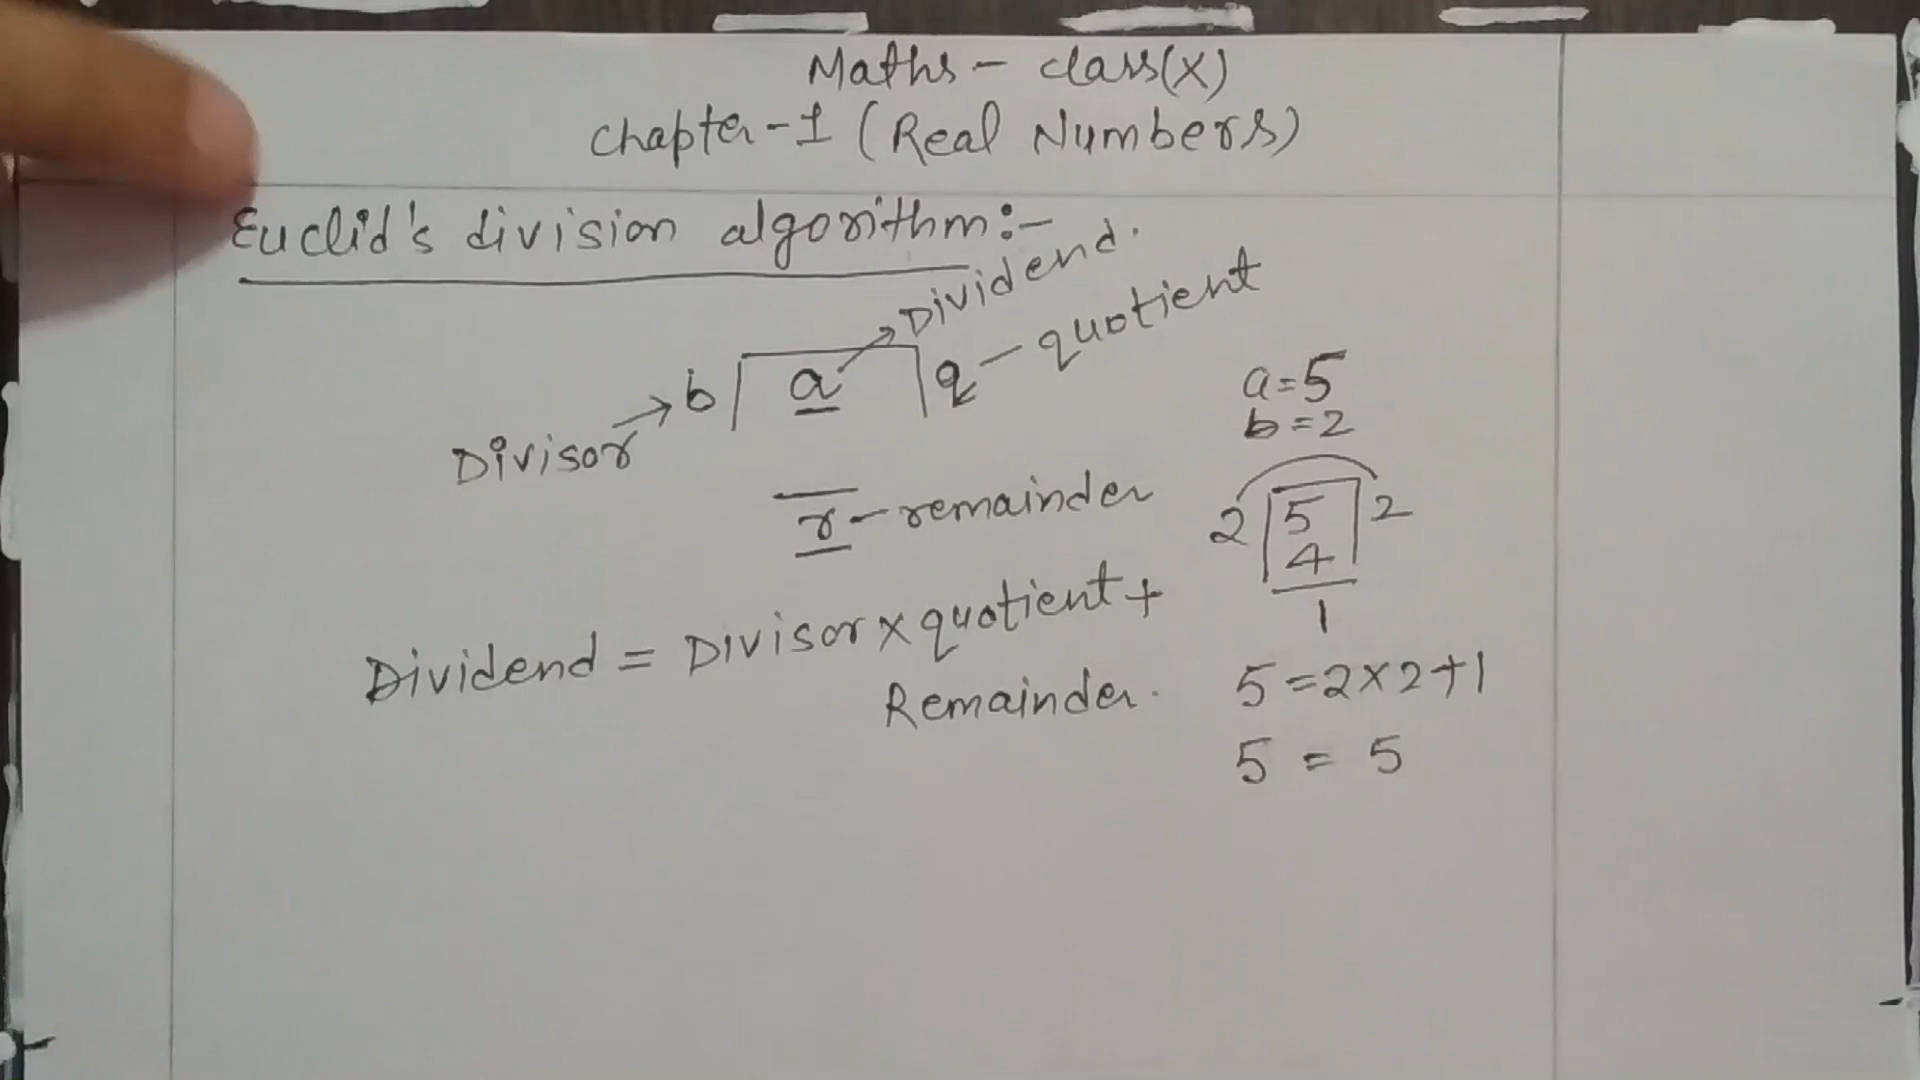 Maths - class(X)
Chapter-1 (Real Numbers)
Euclid's division algorithm:-
Dividend.
b a q - quotient
Divisor
r - remainder
Dividend = Divisor x quotient +
Remainder.
a=5
b=2
2 5 2
4
1
5=2x2+1
5 = 5